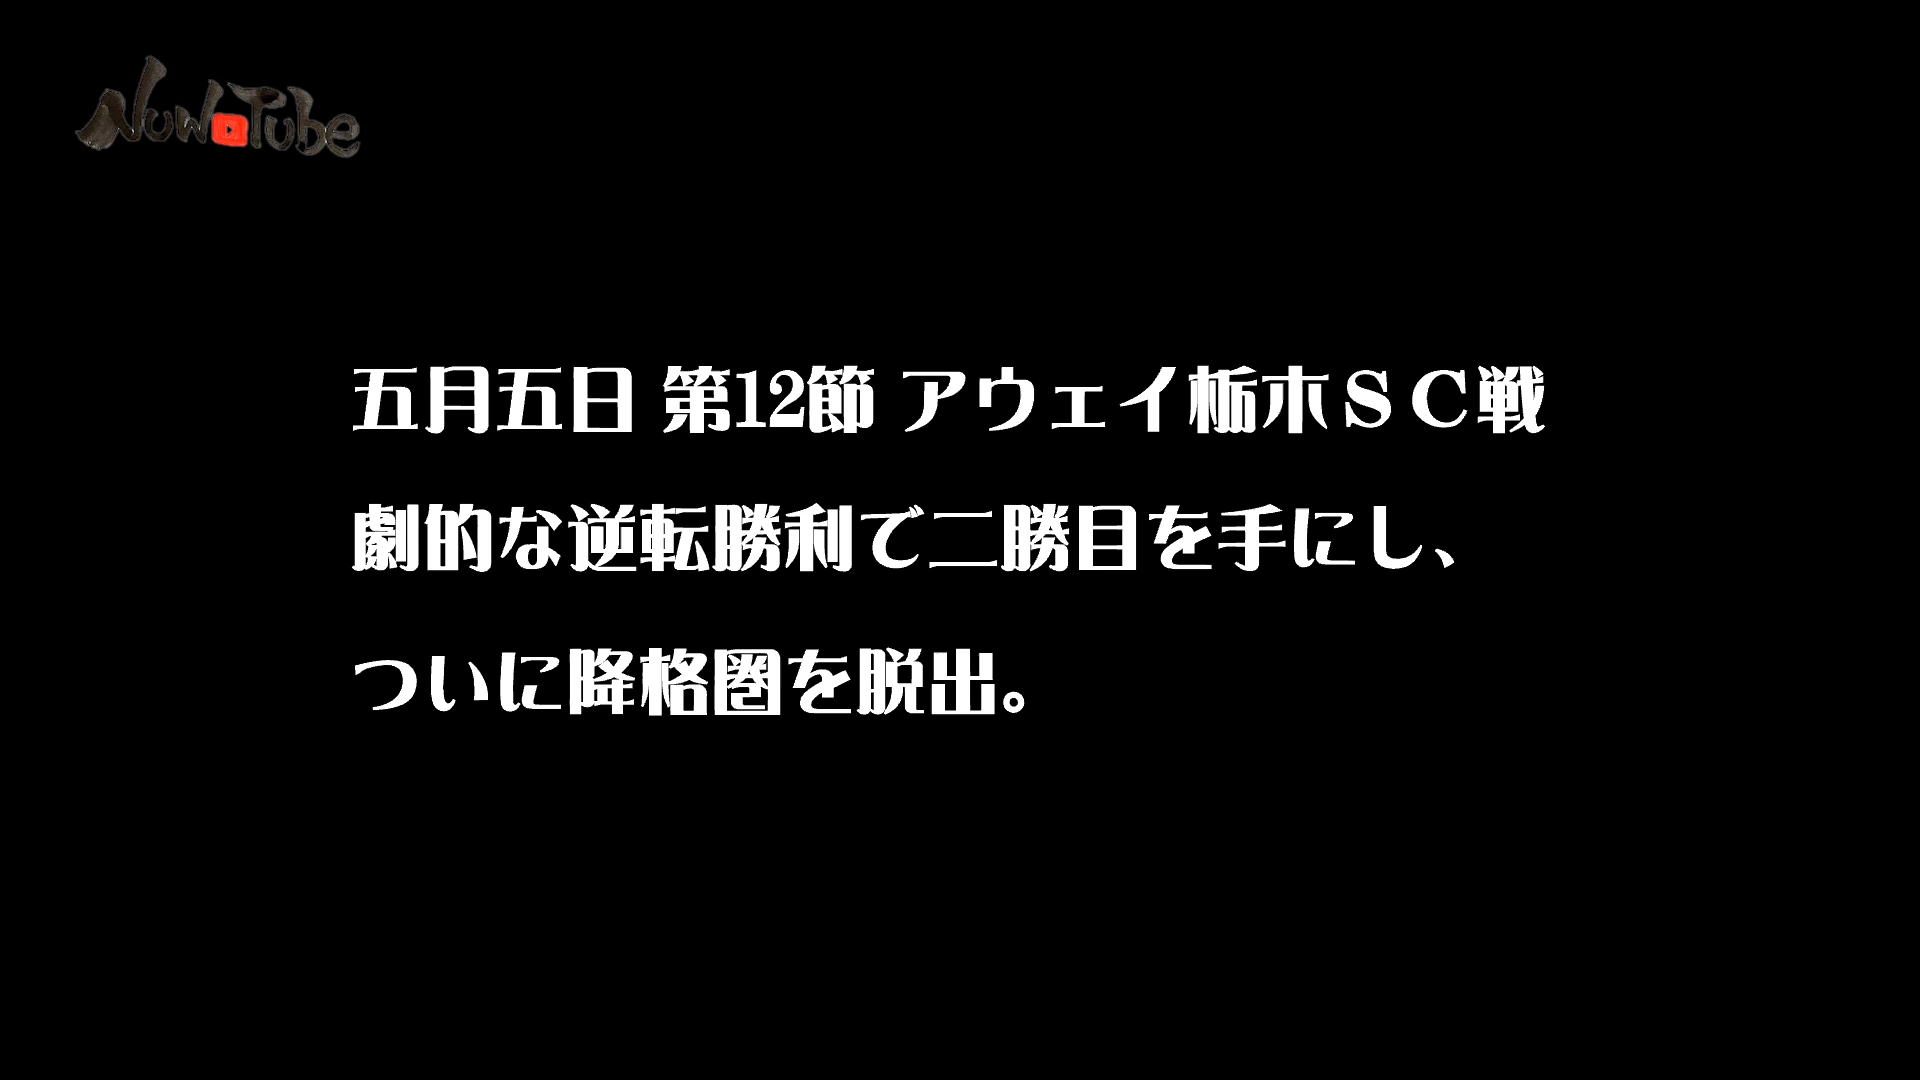 NowTube
五月五日 第12節 アウェイ栃木ＳＣ戦
劇的な逆転勝利で二勝目を手にし、
ついに降格圏を脱出。